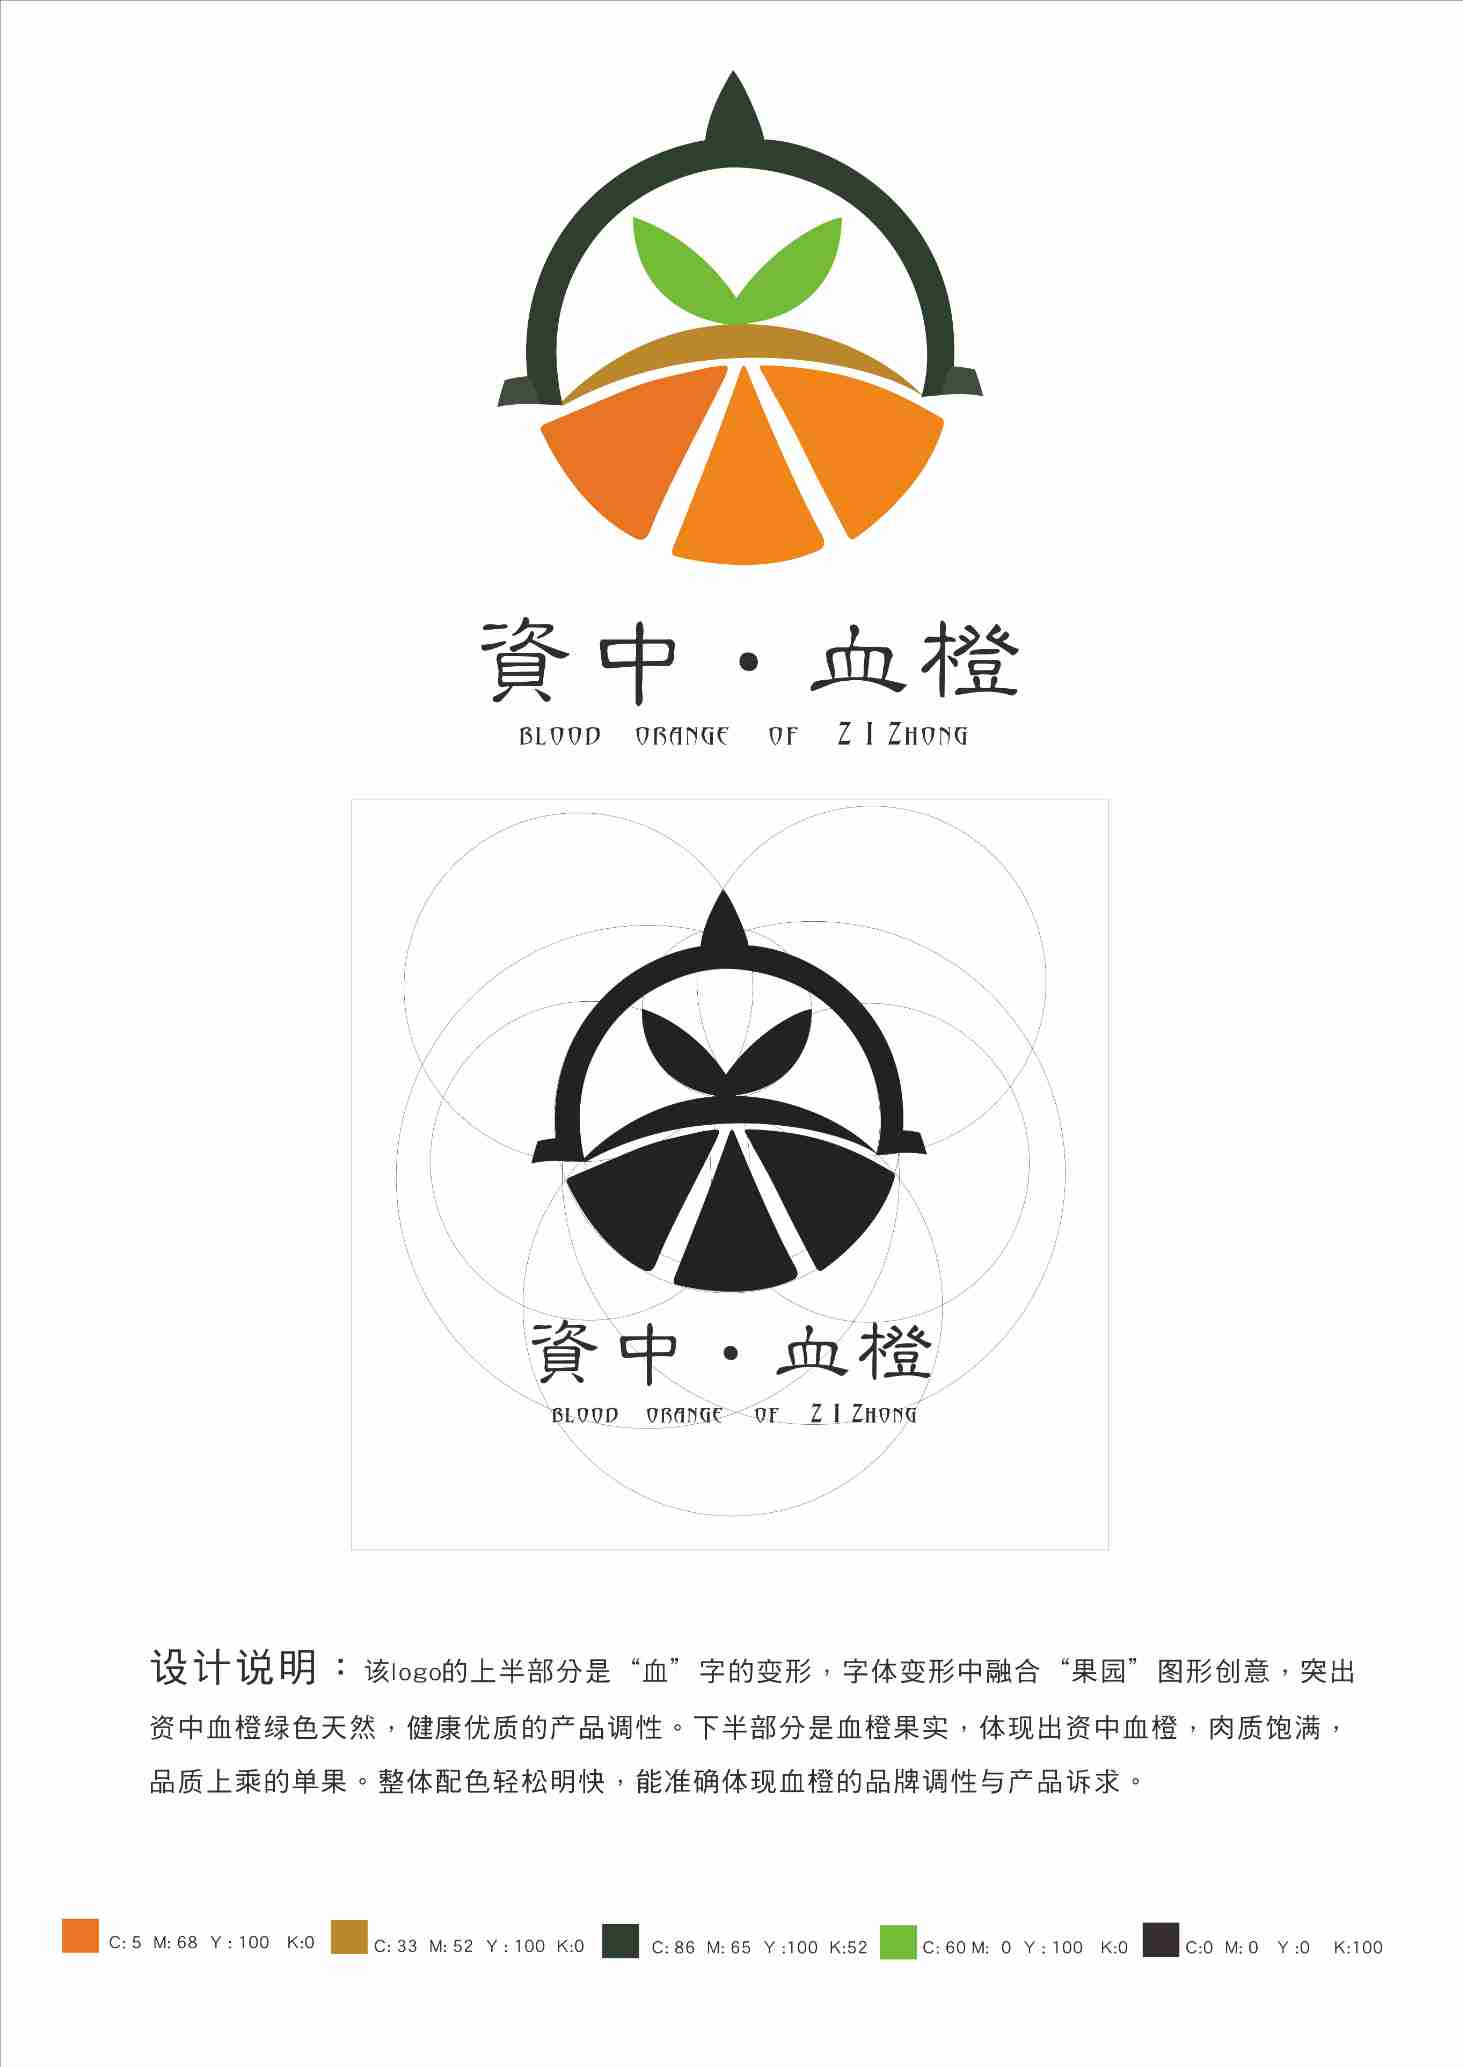 資中·血橙
BLOOD ORANGE OF Z I ZHONG
資中·血橙
BLOOD ORANGE OF Z I ZHONG
设计说明：该logo的上半部分是“血”字的变形，字体变形中融合“果园”图形创意，突出
资中血橙绿色天然，健康优质的产品调性。下半部分是血橙果实，体现出资中血橙，肉质饱满，
品质上乘的单果。整体配色轻松明快，能准确体现血橙的品牌调性与产品诉求。
C: 5 M: 68 Y : 100 K:0 C: 33 M: 52 Y : 100 K:0 C: 86 M: 65 Y :100 K:52 C: 60 M: 0 Y : 100 K:0 C:0 M: 0 Y :0 K:100